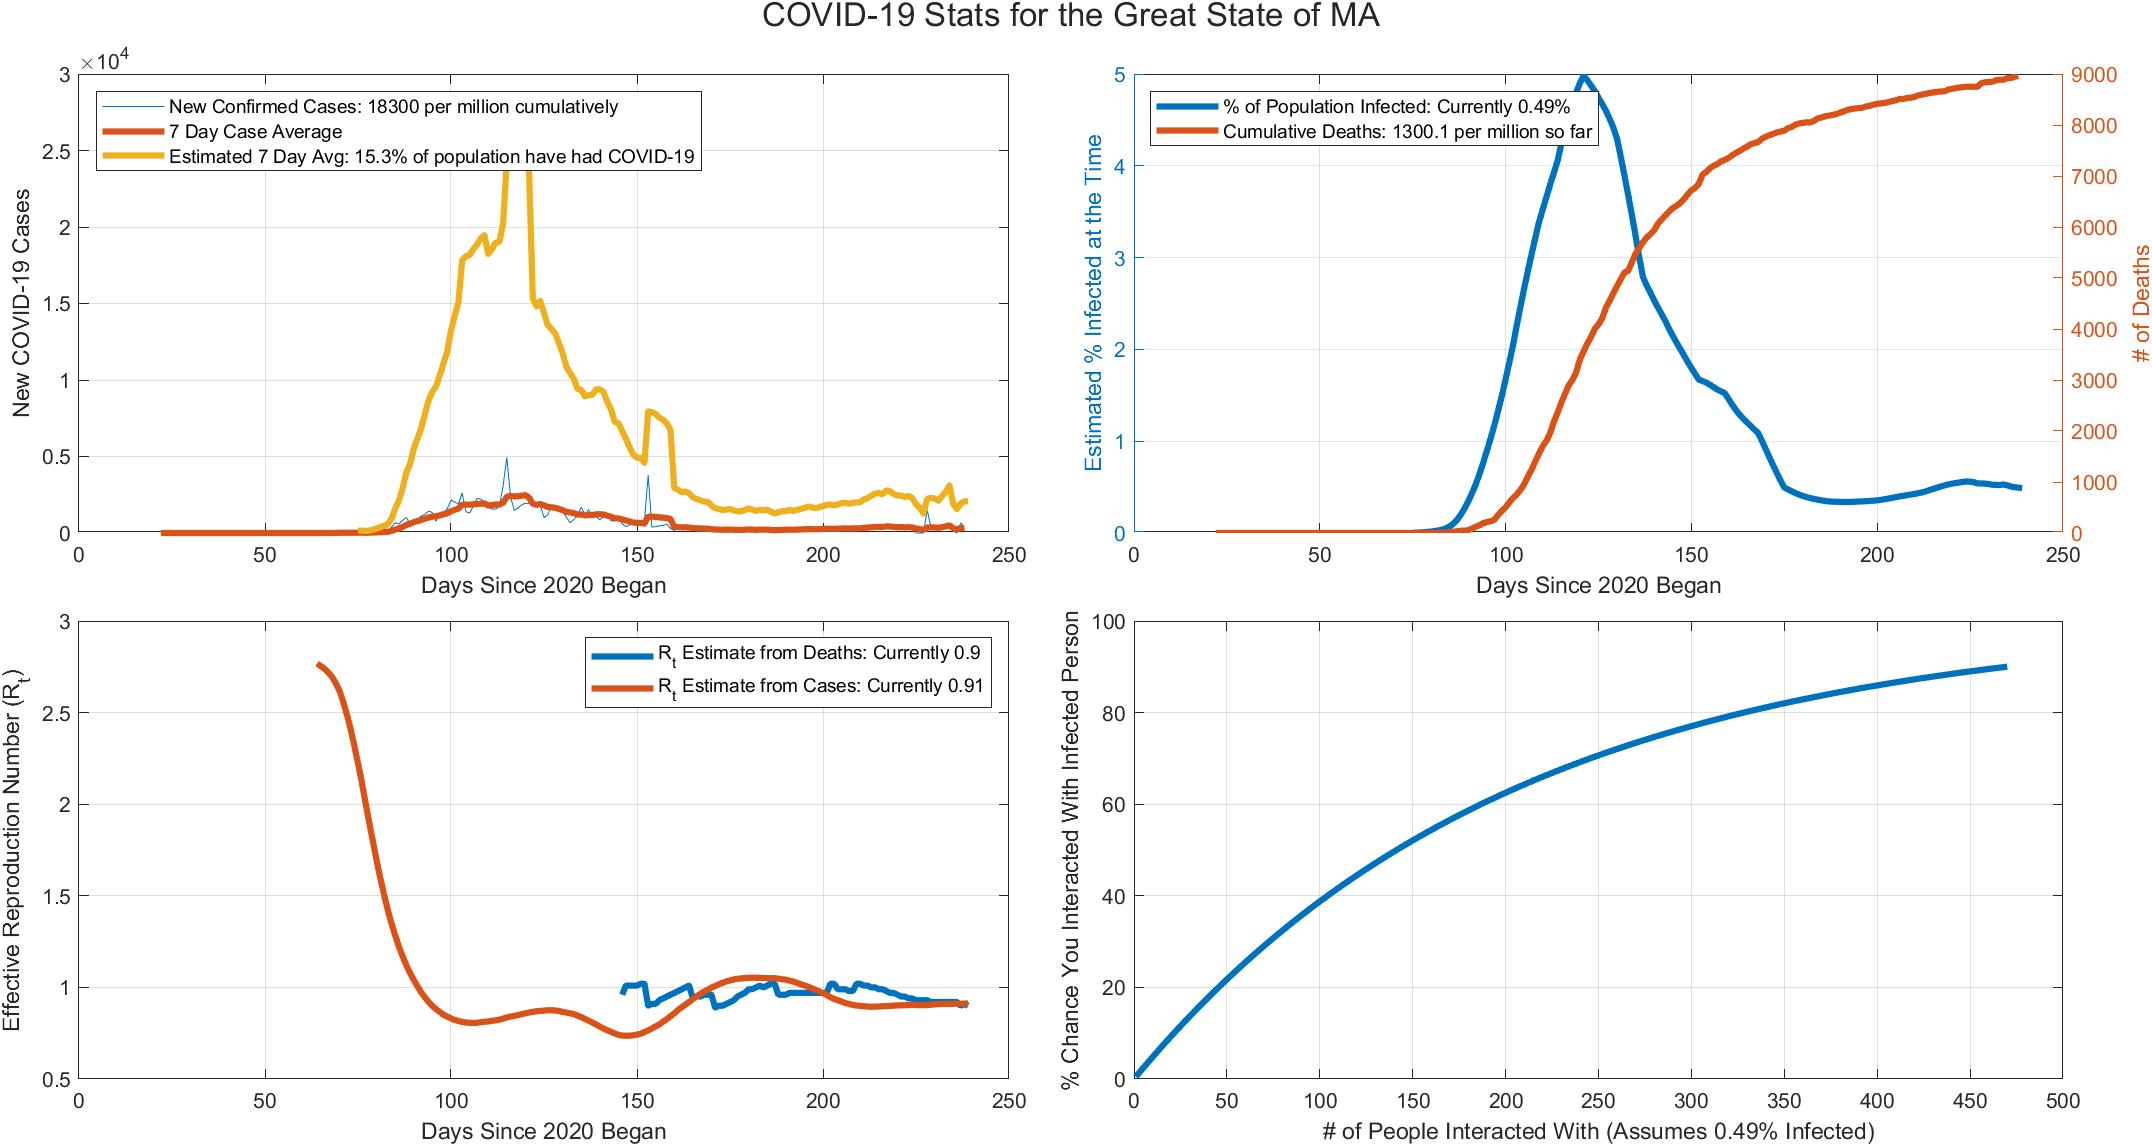 COVID-19 Stats for the Great State of MA
×10^4
3
2.5
2
1.5
1
0.5
0
New COVID-19 Cases
New Confirmed Cases: 18300 per million cumulatively
7 Day Case Average
Estimated 7 Day Avg: 15.3% of population have had COVID-19
0 50 100 150 200 250
Days Since 2020 Began
5
4
3
2
1
0
Estimated % Infected at the Time
% of Population Infected: Currently 0.49%
Cumulative Deaths: 1300.1 per million so far
9000
8000
7000
6000
5000
4000
3000
2000
1000
0
# of Deaths
0 50 100 150 200 250
Days Since 2020 Began
3
2.5
2
1.5
1
0.5
Effective Reproduction Number (R_t)
R_t Estimate from Deaths: Currently 0.9
R_t Estimate from Cases: Currently 0.91
0 50 100 150 200 250
Days Since 2020 Began
100
80
60
40
20
0
% Chance You Interacted With Infected Person
0 50 100 150 200 250 300 350 400 450 500
# of People Interacted With (Assumes 0.49% Infected)